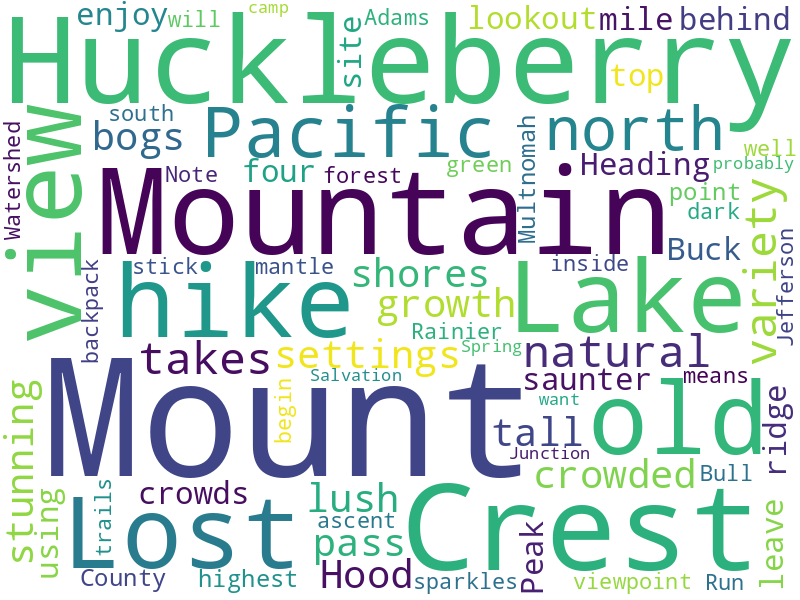 enjoy
will
camp
Adams
lookout
mile
behind
Huckleberry
site
top
view
south
bogs
Pacific
north
well
Watershed
Note
four
forest
green
Multnomah
Heading
probably
Mountain
point
dark
Buck
variety
Jefferson
backpack
stick
mantle
inside
hike
shores
Lake
growth
Rainier
takes
settings
Spring
natural
Mount
Salvation
saunter
means
begin
want
old
ridge
stunning
tall
Junction
using
trails
crowds
crowded
Bull
Lost
lush
Crest
leave
ascent
pass
Peak
County
highest
Hood
sparkles
viewpoint
Run